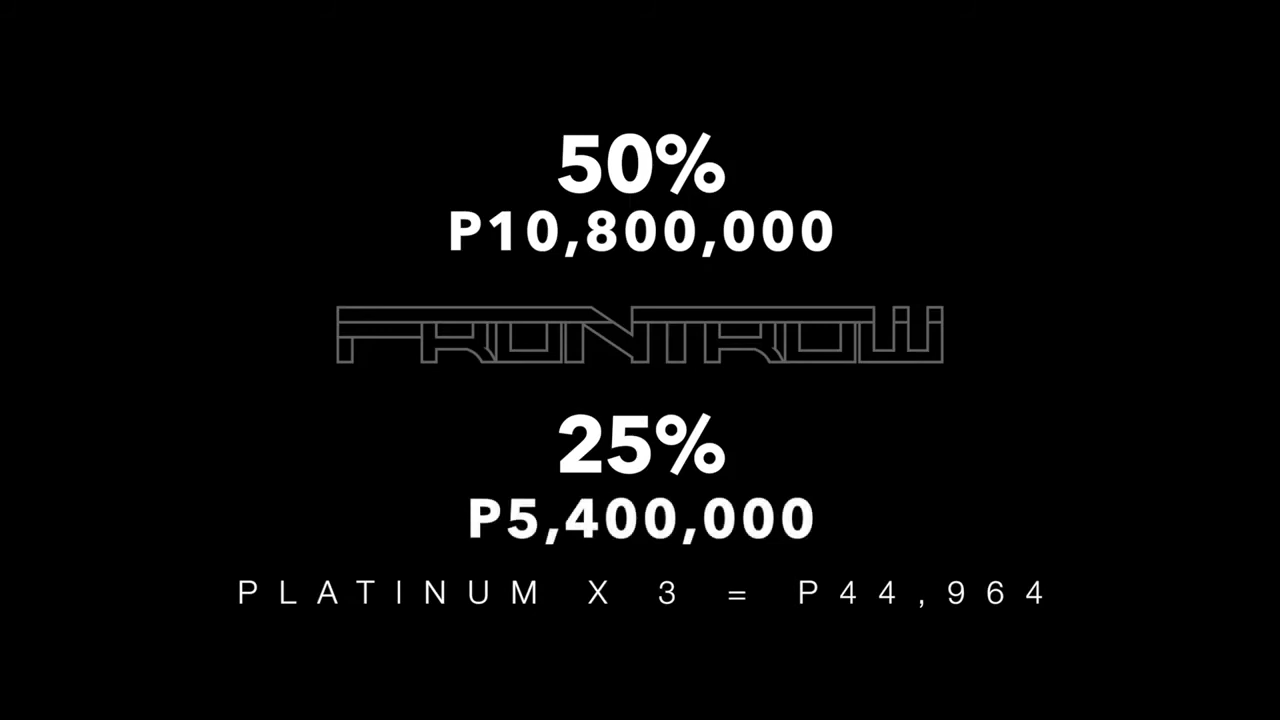 50%
P10,800,000
FRONTROW
25%
P5,400,000
PLATINUM X 3 = P44,964